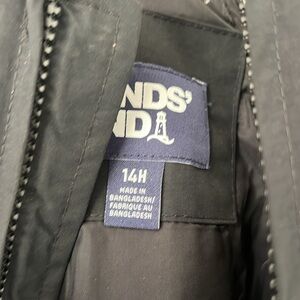 NDS'
ND
14H
MADE IN
BANGLADESH/
FABRIQUÉ AU
BANGLADESH